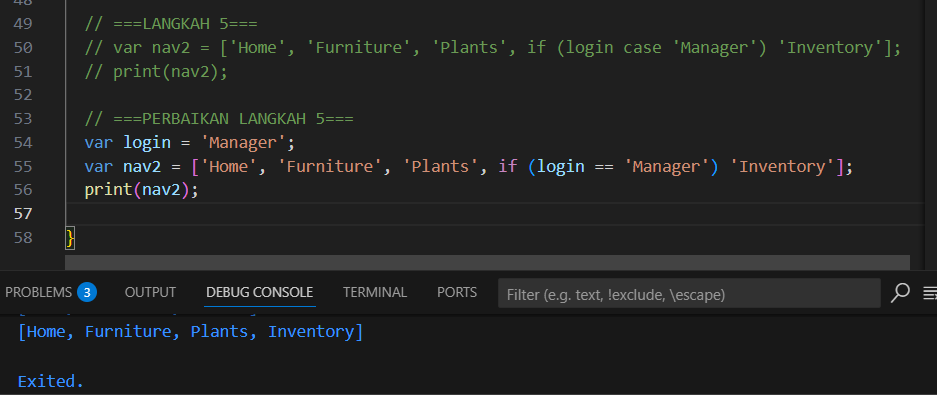 48
49 // ===LANGKAH 5===
50 // var nav2 = ['Home', 'Furniture', 'Plants', if (login case 'Manager') 'Inventory'];
51 // print(nav2);
52
53 // ===PERBAIKAN LANGKAH 5===
54 var login = 'Manager';
55 var nav2 = ['Home', 'Furniture', 'Plants', if (login == 'Manager') 'Inventory'];
56 print(nav2);
57
58 }
PROBLEMS 3 OUTPUT DEBUG CONSOLE TERMINAL PORTS Filter (e.g. text, !exclude, \escape)
[Home, Furniture, Plants, Inventory]
Exited.